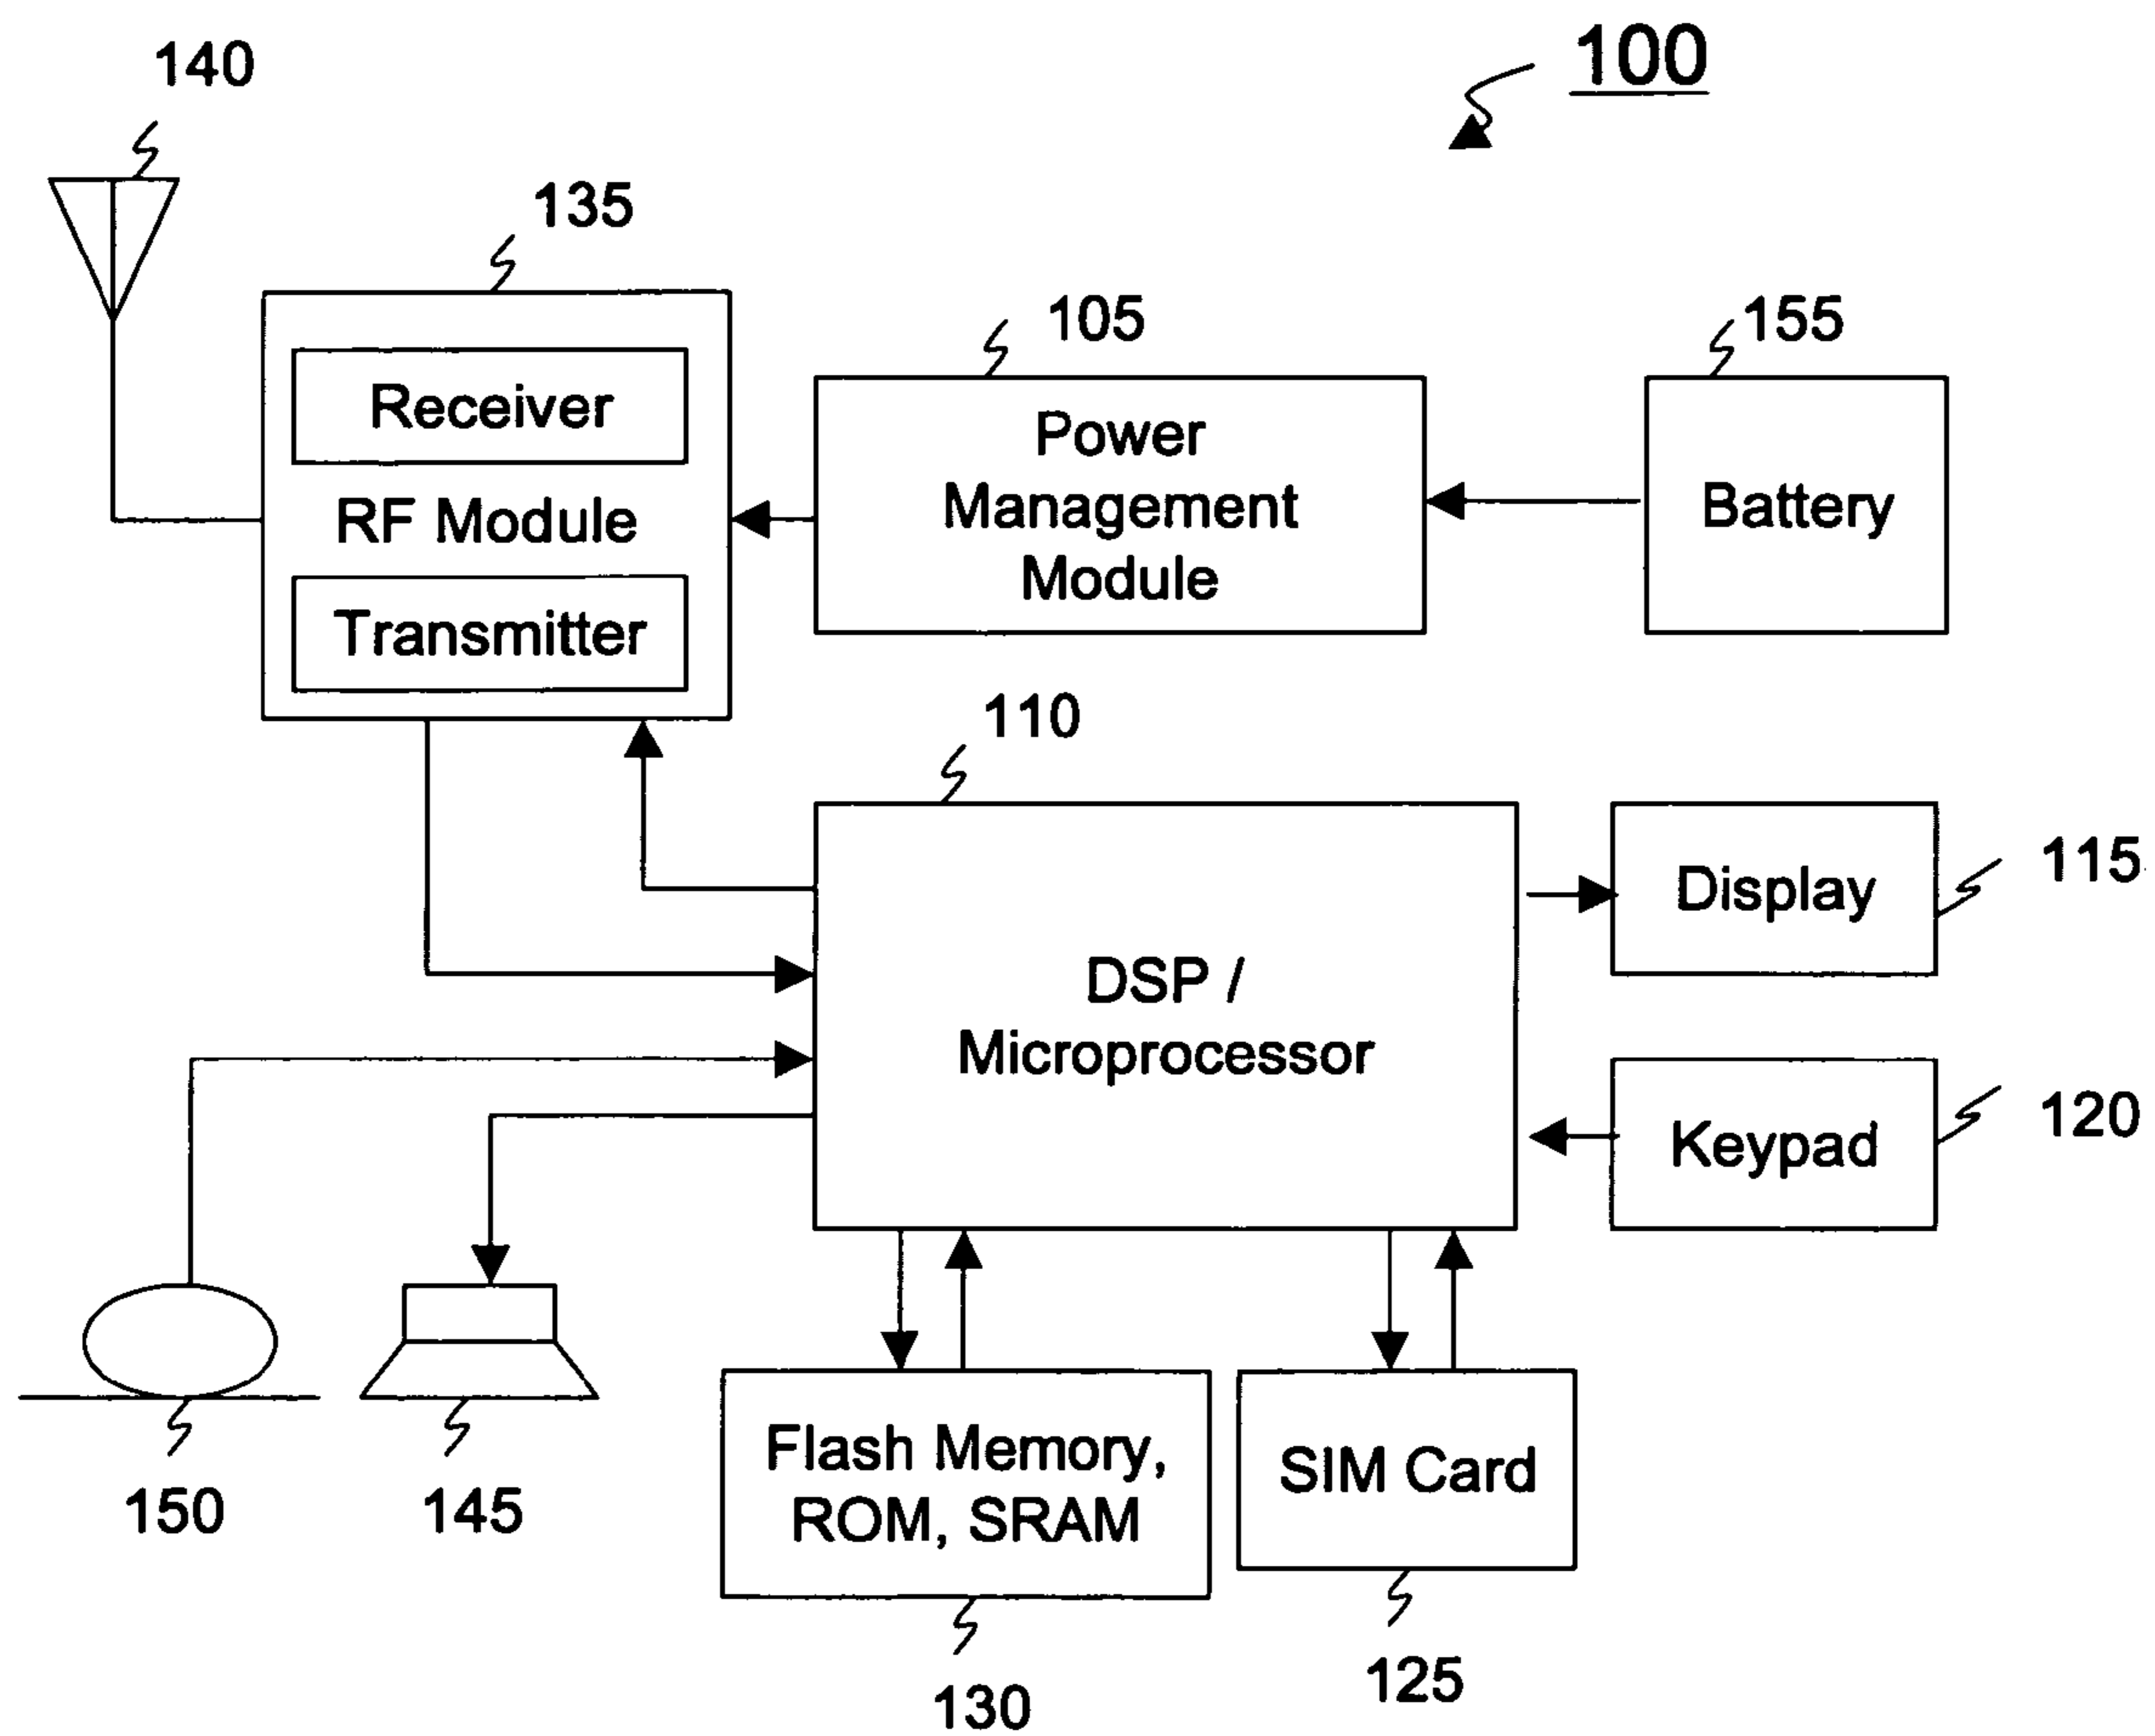 100
140
135
Receiver
RF Module
Transmitter
105
Power
Management
Module
155
Battery
110
DSP /
Microprocessor
Display
115
Keypad
120
150
145
Flash Memory,
ROM, SRAM
130
SIM Card
125